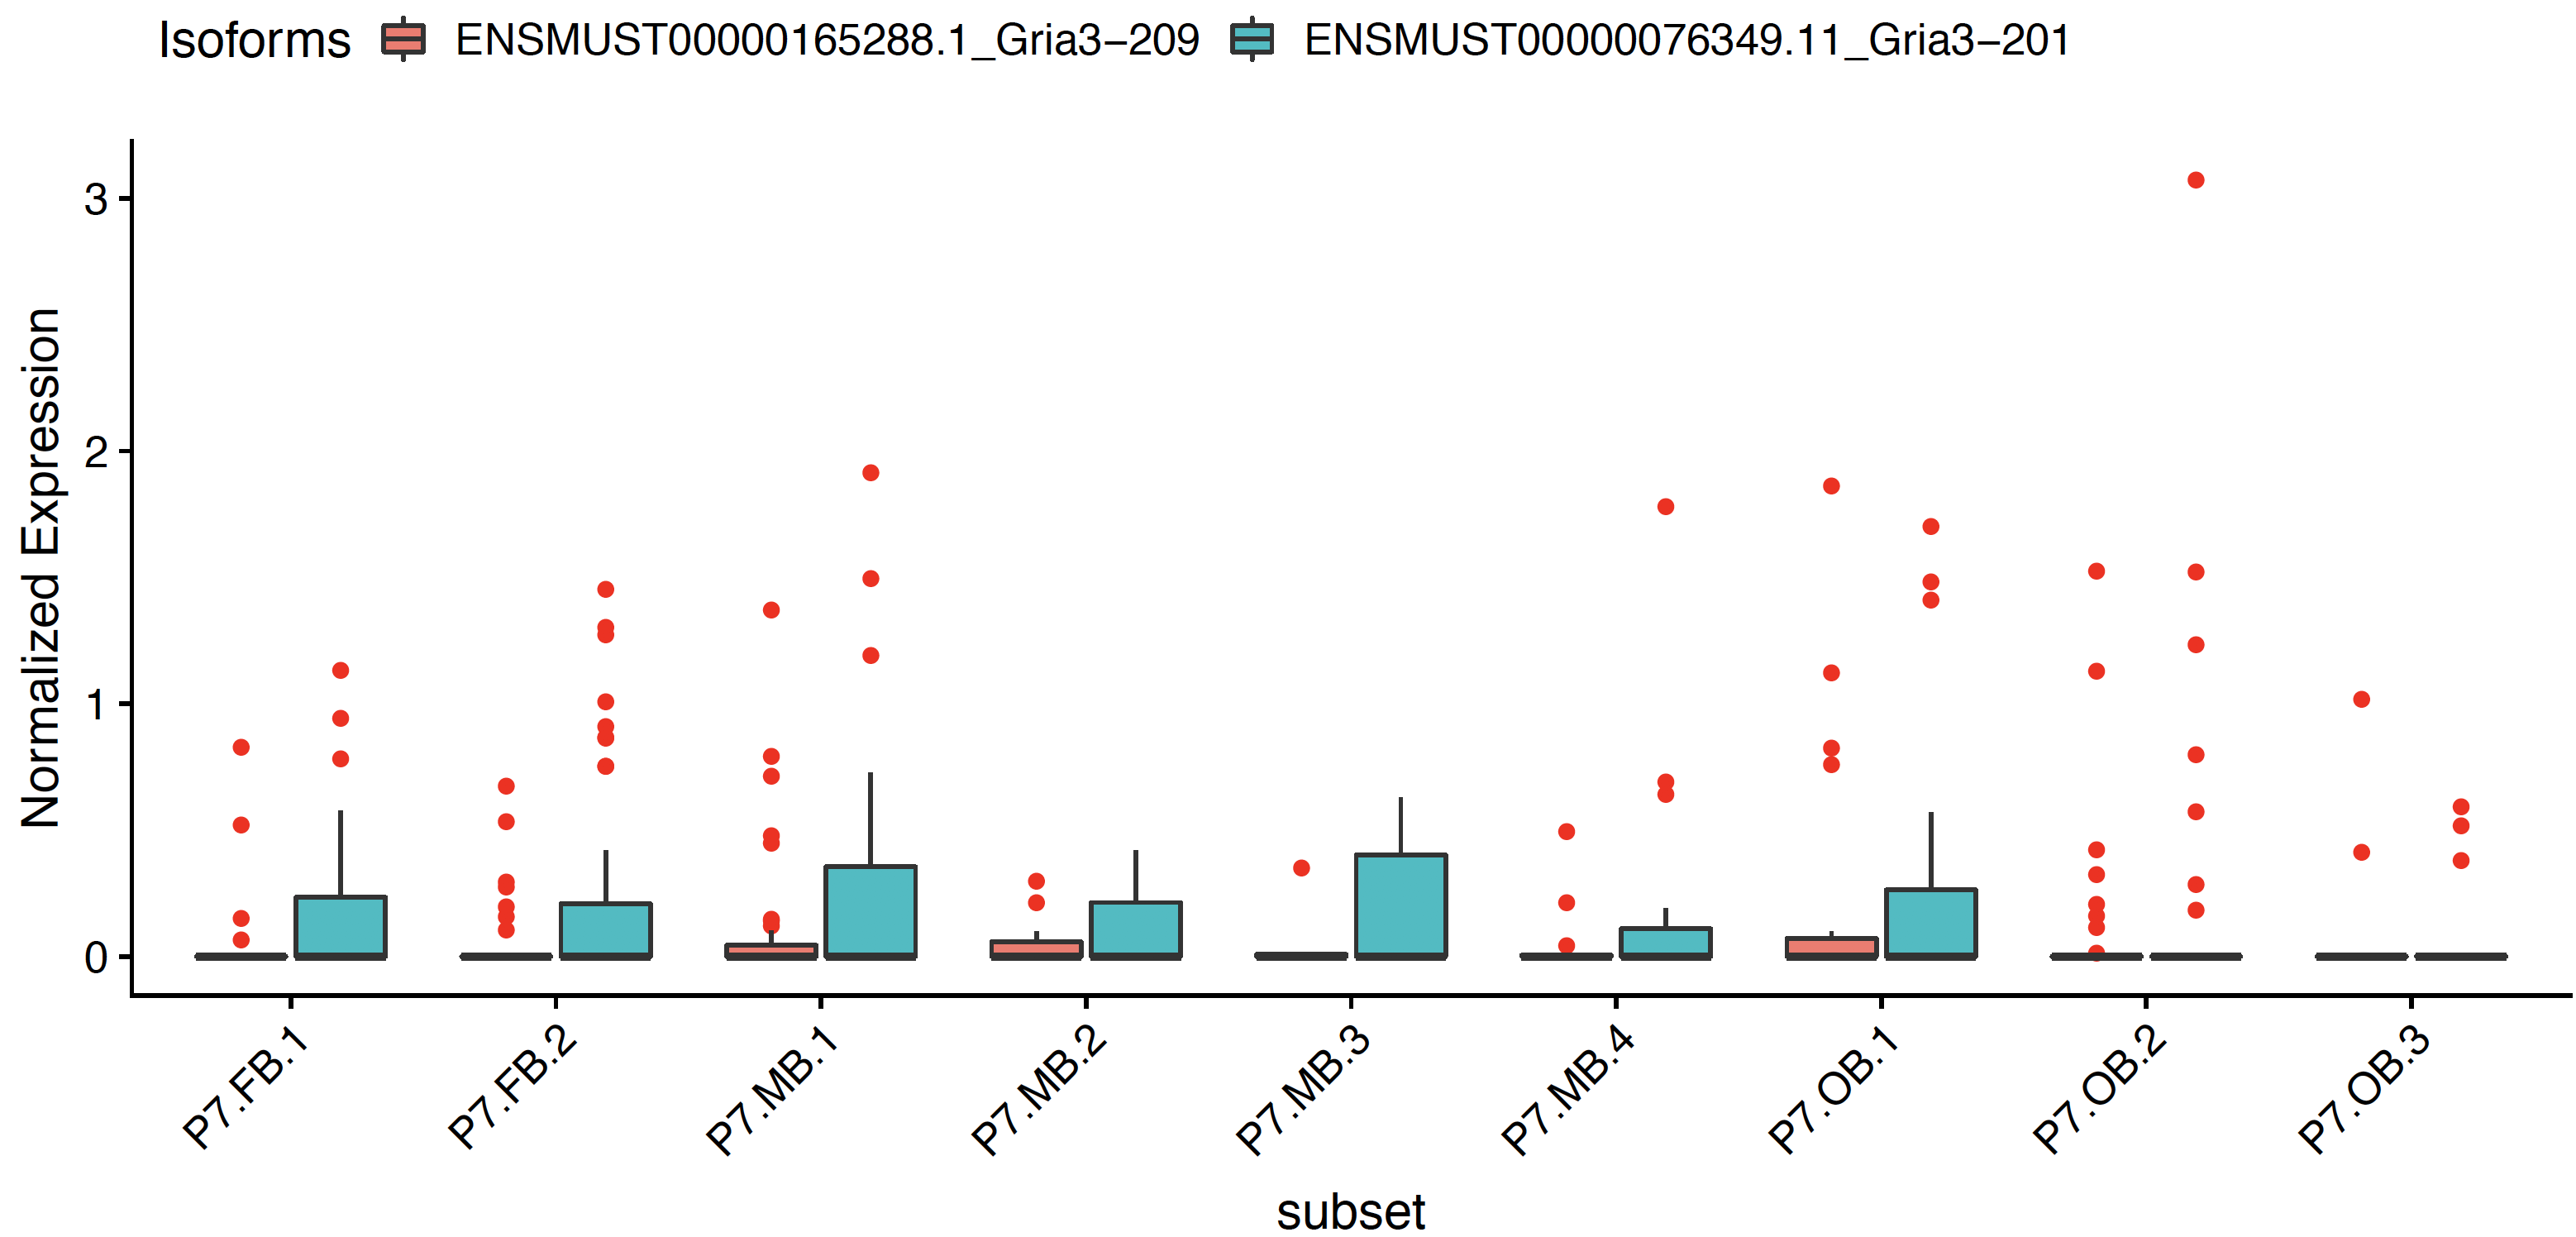 Isoforms ENSMUST00000165288.1_Gria3−209 ENSMUST00000076349.11_Gria3−201
Normalized Expression
3
2
1
0
P7.FB.1 P7.FB.2 P7.MB.1 P7.MB.2 P7.MB.3 P7.MB.4 P7.OB.1 P7.OB.2 P7.OB.3
subset